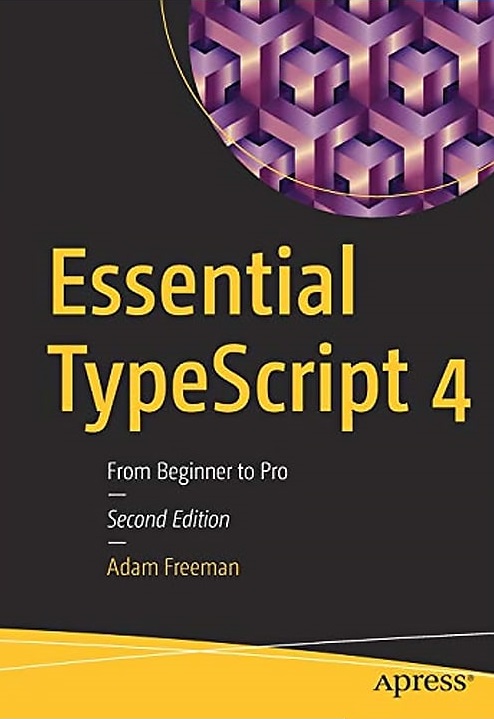 Essential
TypeScript 4
From Beginner to Pro
Second Edition
Adam Freeman
Apress®